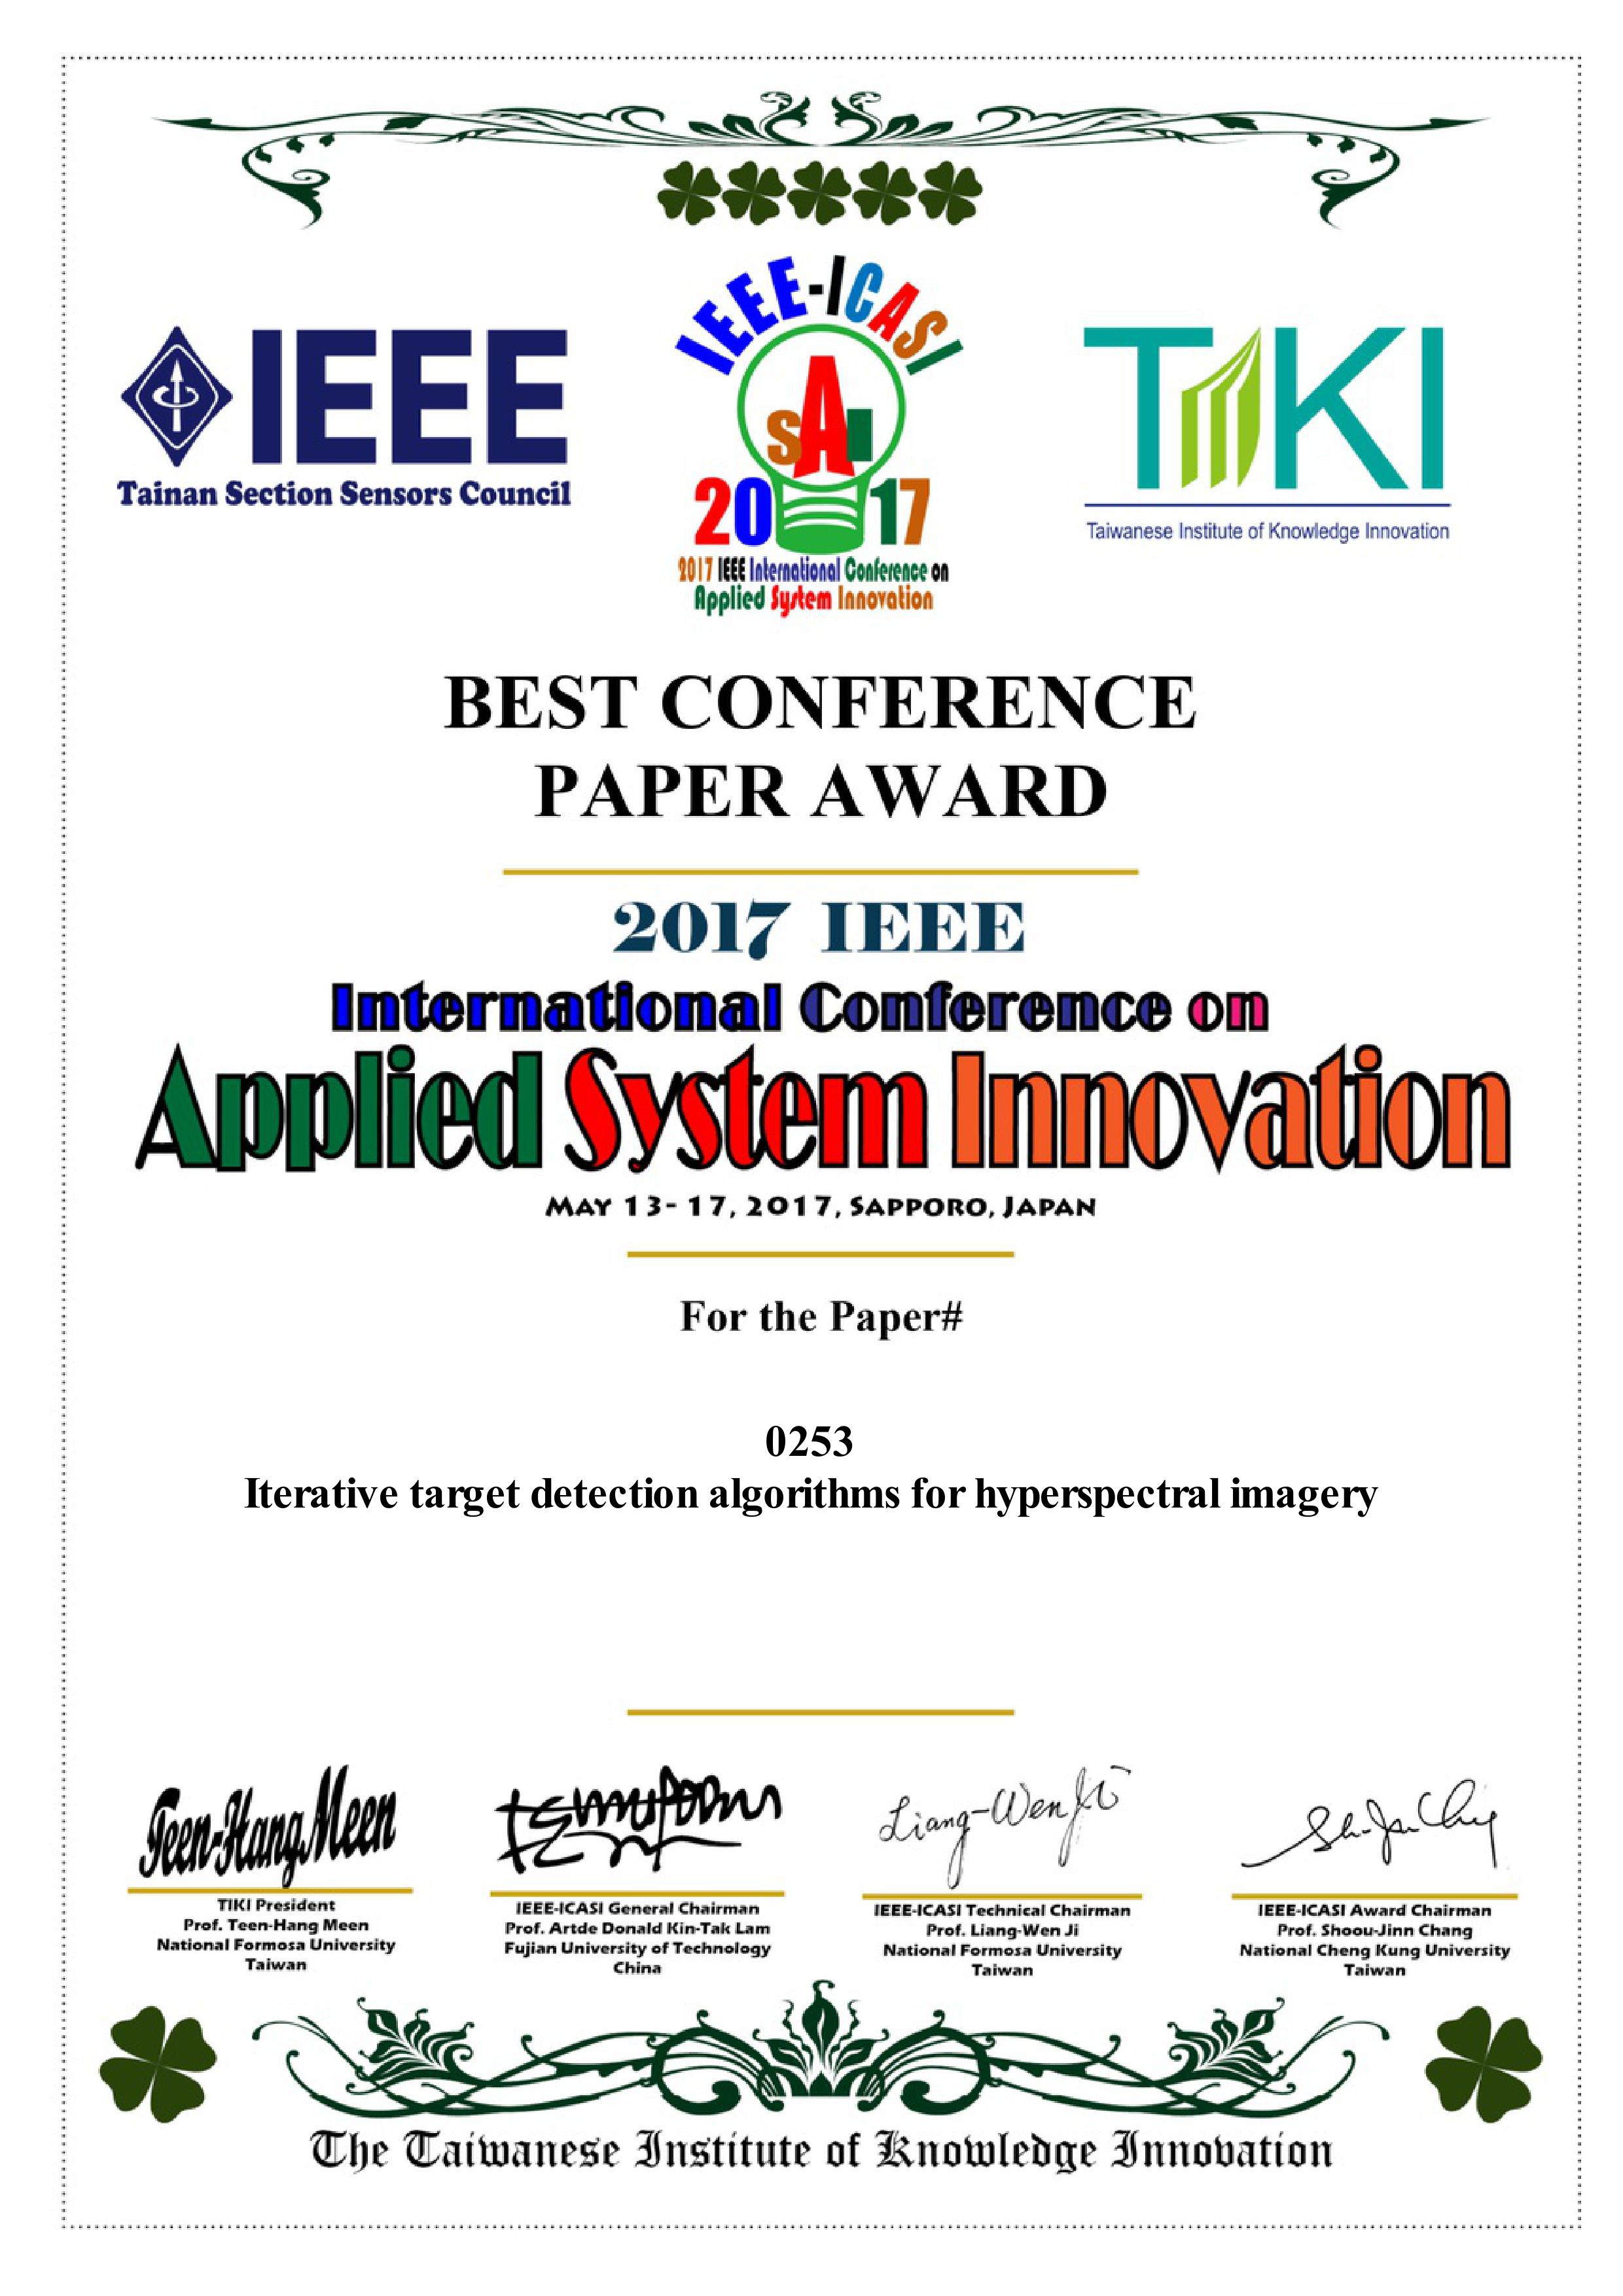 IEEE-ICASI
IEEE
SAI
TIKI
Tainan Section Sensors Council
2017
Taiwanese Institute of Knowledge Innovation
2017 IEEE International Conference on
Applied System Innovation
BEST CONFERENCE
PAPER AWARD
2017 IEEE
International Conference on
Applied System Innovation
MAY 13- 17, 2017, SAPPORO, JAPAN
For the Paper#
0253
Iterative target detection algorithms for hyperspectral imagery
Teen-Hang Meen
Liang-Wen Ji
TIKI President
Prof. Teen-Hang Meen
National Formosa University
Taiwan
IEEE-ICASI General Chairman
Prof. Artde Donald Kin-Tak Lam
Fujian University of Technology
China
IEEE-ICASI Technical Chairman
Prof. Liang-Wen Ji
National Formosa University
Taiwan
IEEE-ICASI Award Chairman
Prof. Shoou-Jinn Chang
National Cheng Kung University
Taiwan
The Taiwanese Institute of Knowledge Innovation